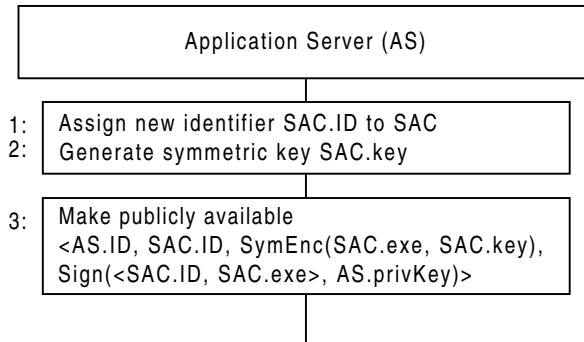 Application Server (AS)
1: Assign new identifier SAC.ID to SAC
2: Generate symmetric key SAC.key
3: Make publicly available
<AS.ID, SAC.ID, SymEnc(SAC.exe, SAC.key),
Sign(<SAC.ID, SAC.exe>, AS.privKey)>